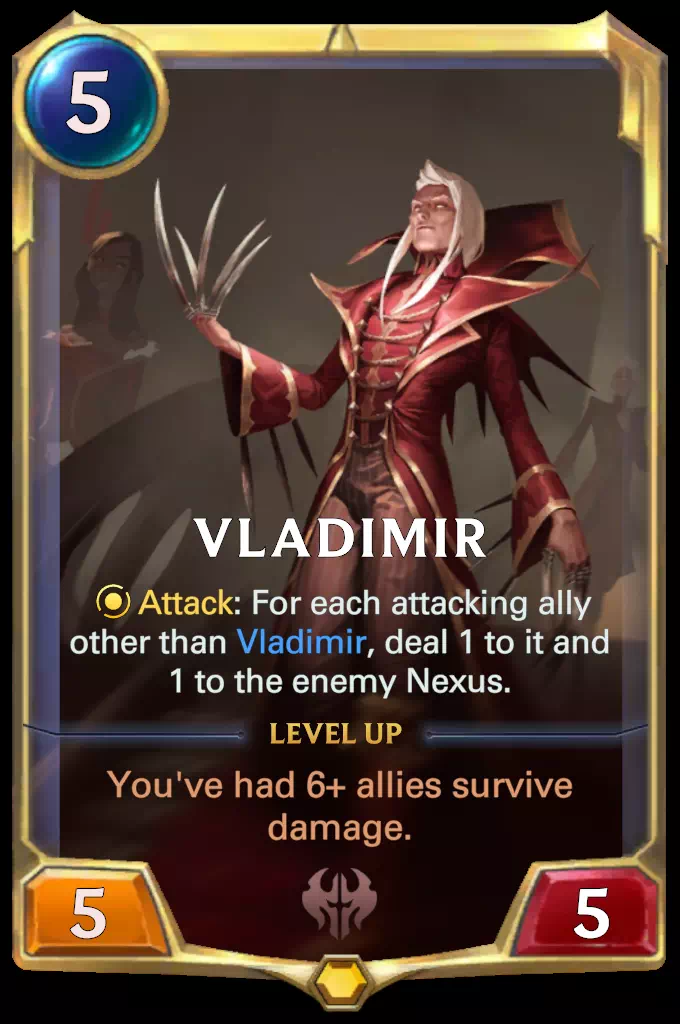 5
VLADIMIR
Attack: For each attacking ally
other than Vladimir, deal 1 to it and
1 to the enemy Nexus.
LEVEL UP
You've had 6+ allies survive
damage.
5
5